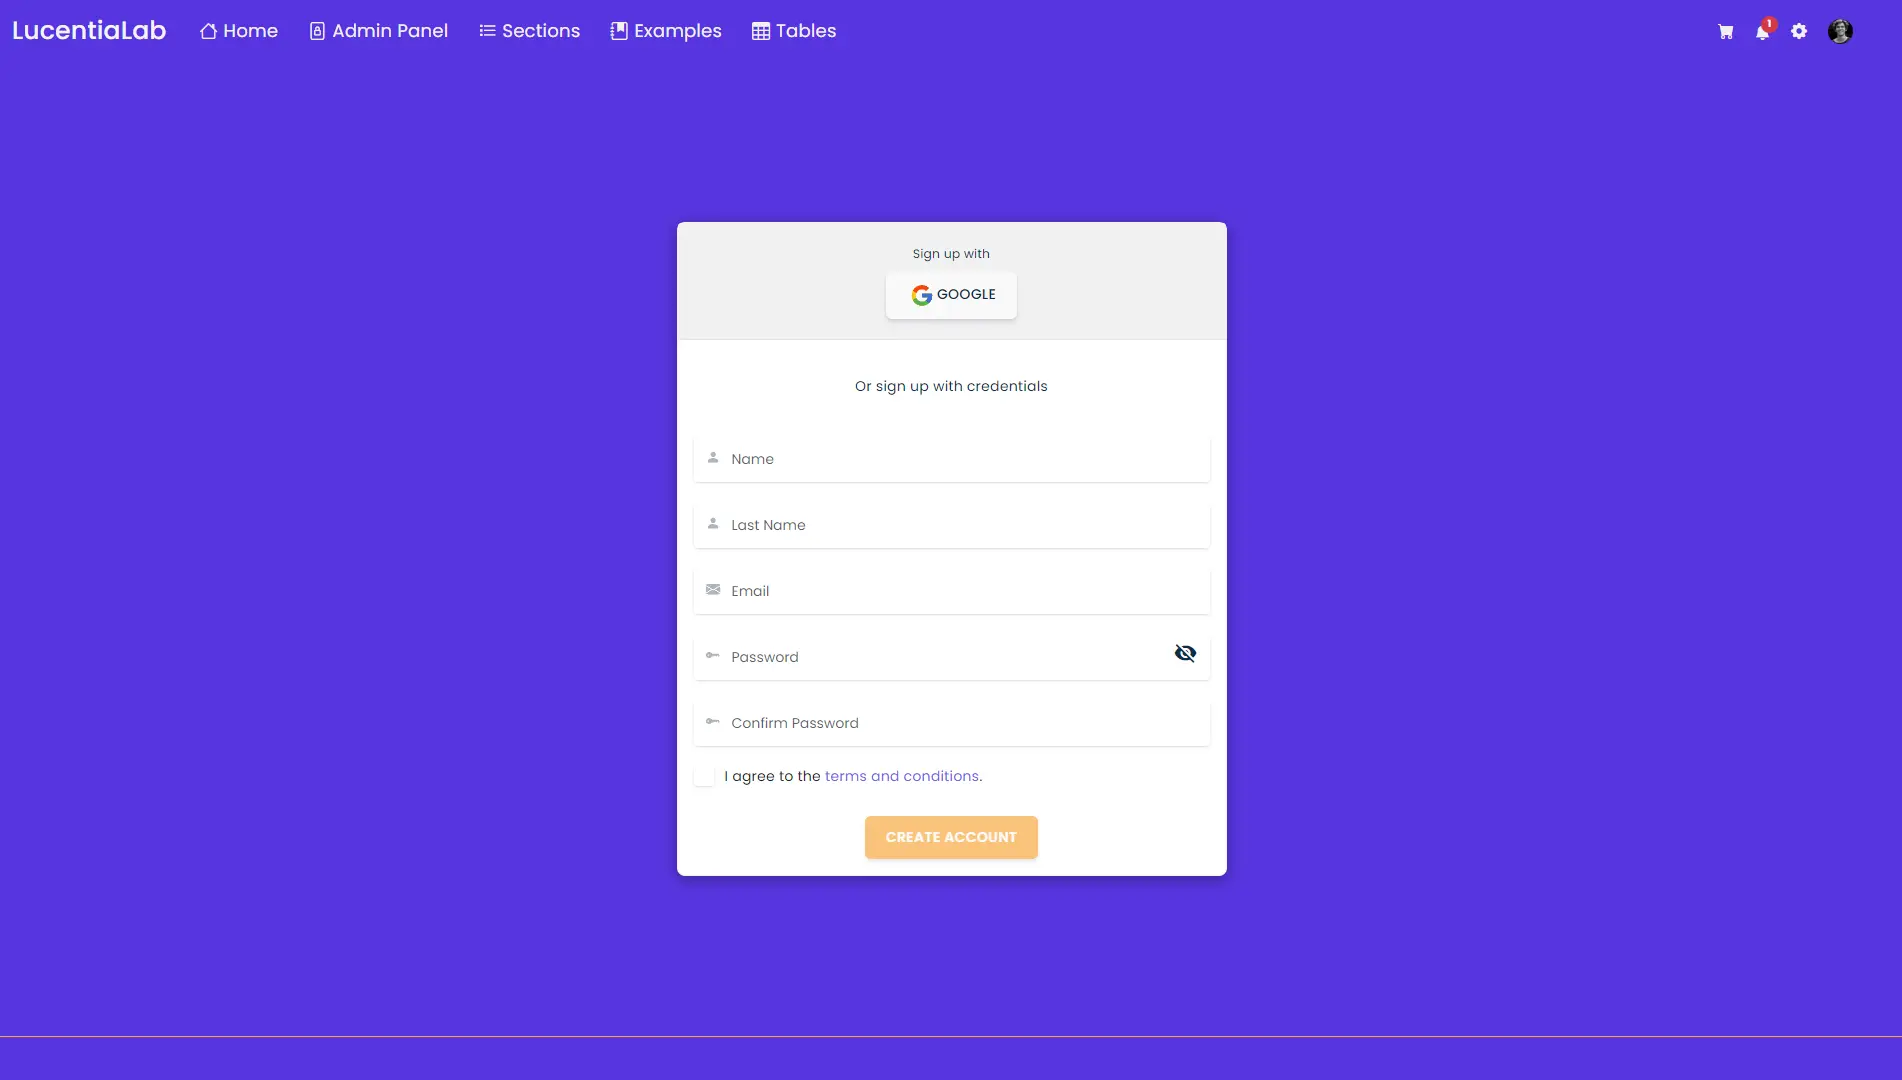 LucentiaLab Home Admin Panel Sections Examples Tables 1
Sign up with
GOOGLE
Or sign up with credentials
Name
Last Name
Email
Password
Confirm Password
I agree to the terms and conditions.
CREATE ACCOUNT